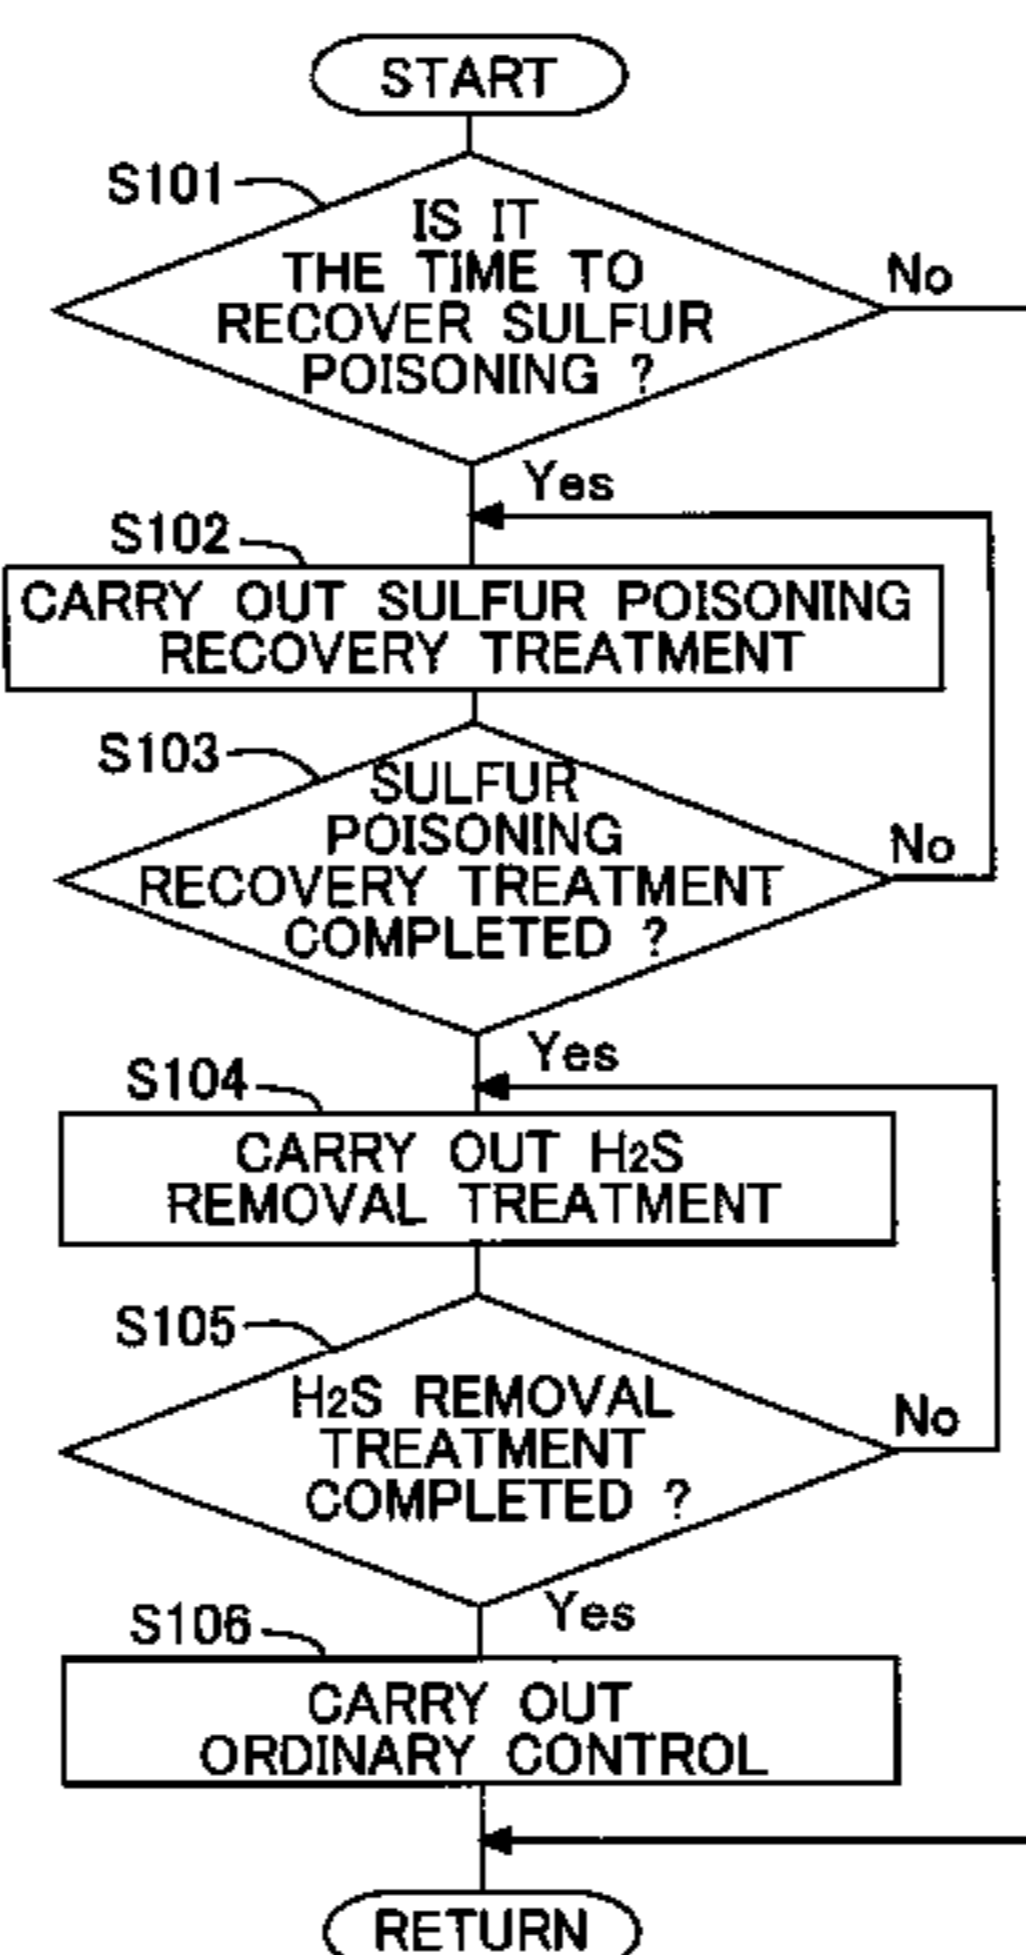 START
S101
IS IT
THE TIME TO
RECOVER SULFUR
POISONING ?
No
Yes
S102
CARRY OUT SULFUR POISONING
RECOVERY TREATMENT
S103
SULFUR
POISONING
RECOVERY TREATMENT
COMPLETED ?
No
Yes
S104
CARRY OUT H2S
REMOVAL TREATMENT
S105
H2S REMOVAL
TREATMENT
COMPLETED ?
No
Yes
S106
CARRY OUT
ORDINARY CONTROL
RETURN